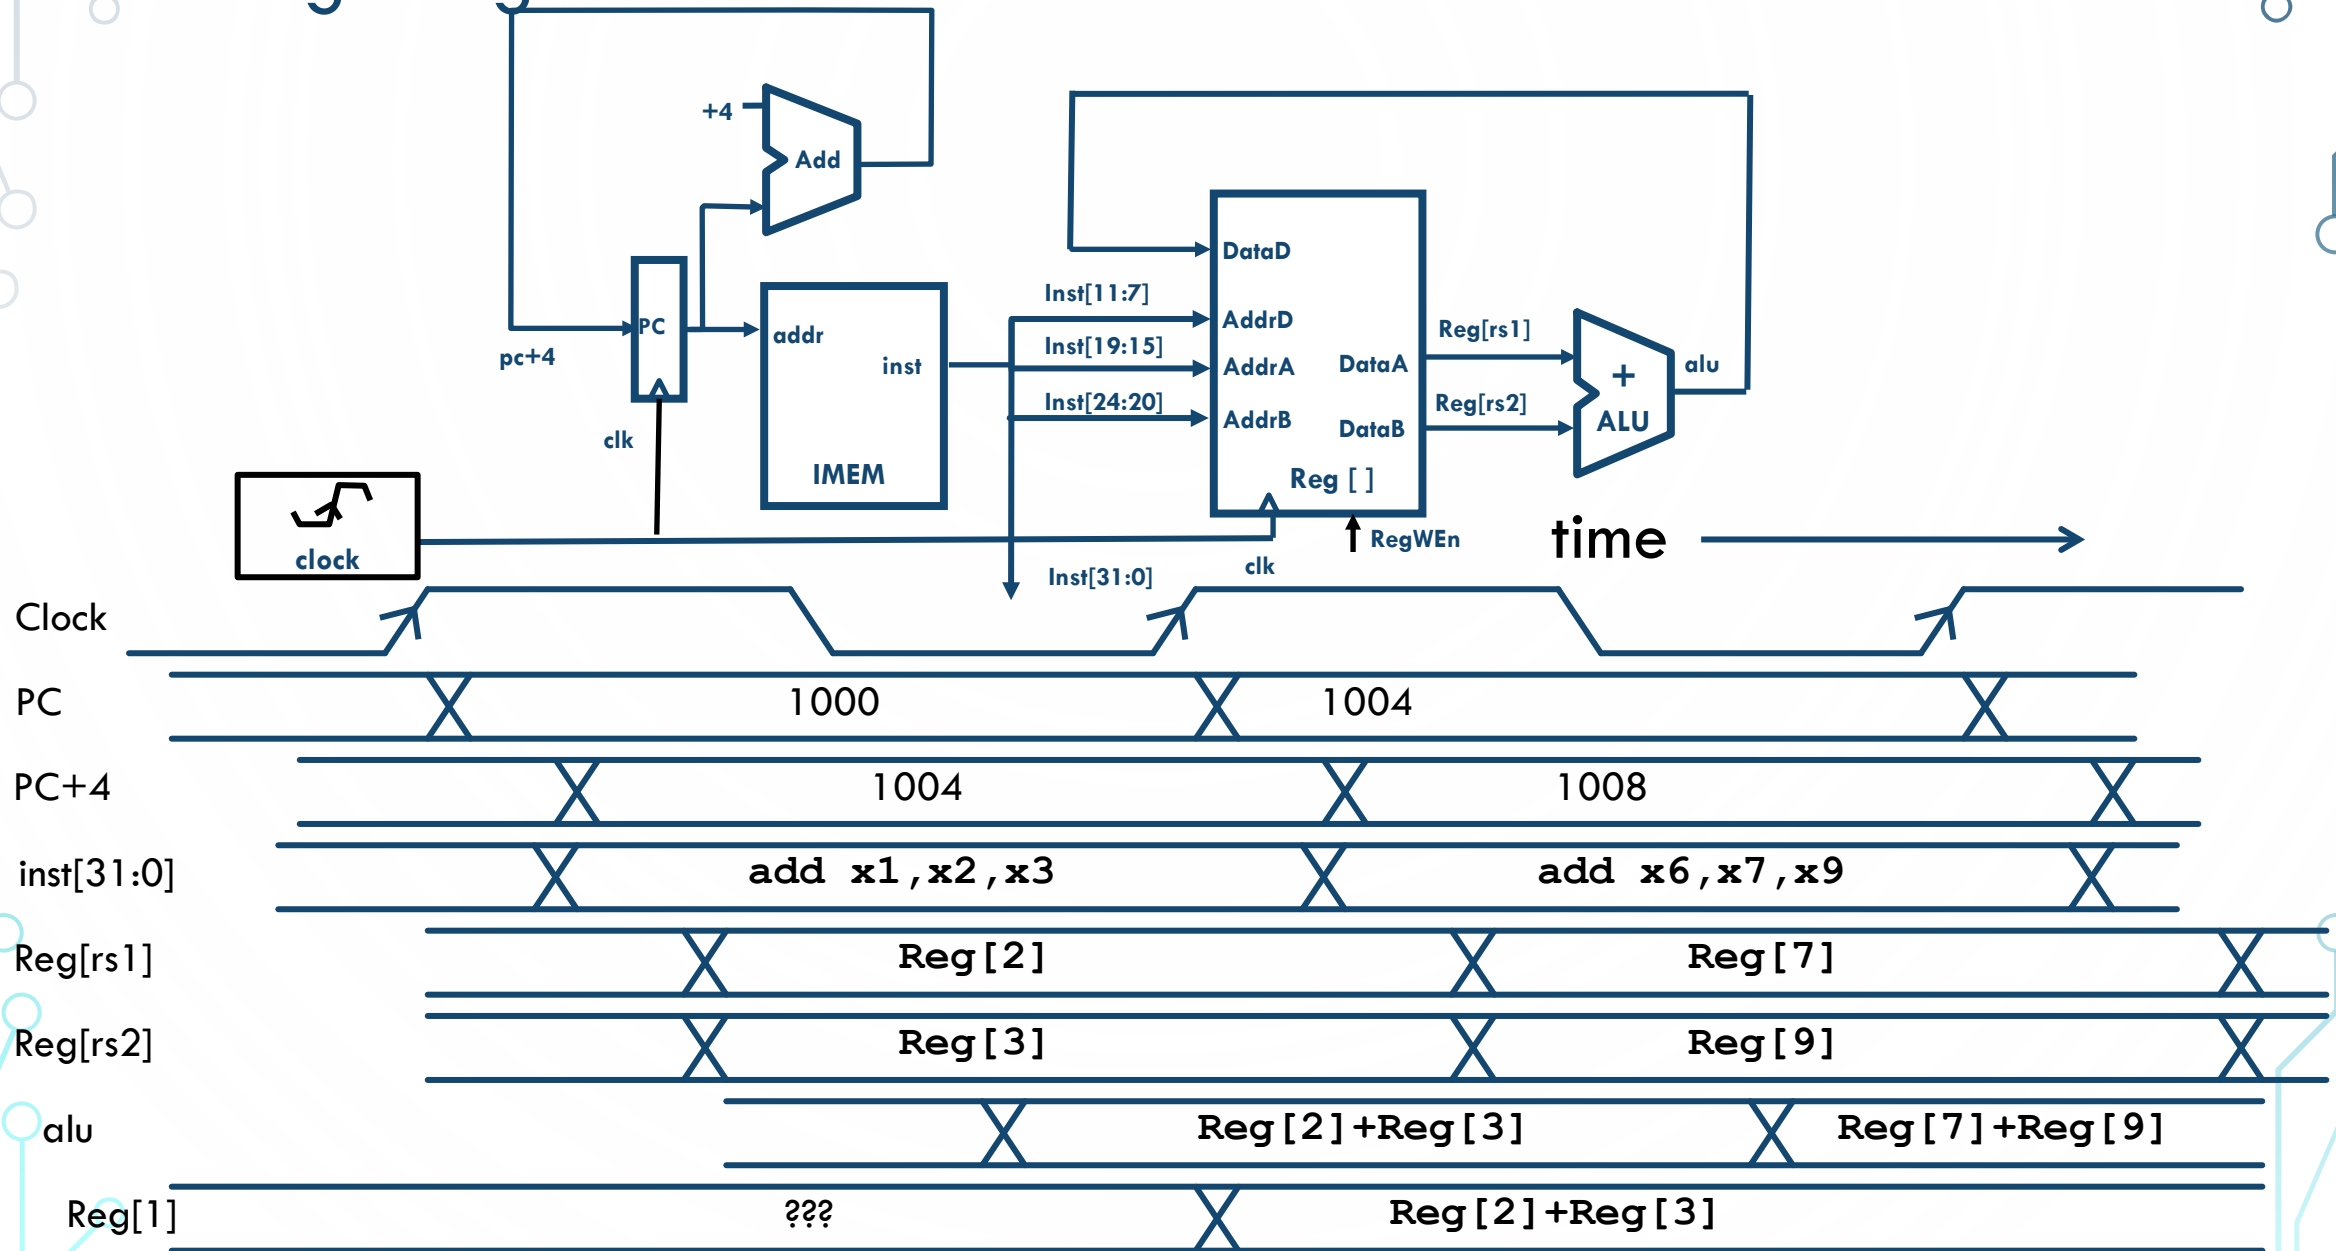 +4
Add
DataD
Inst[11:7]
AddrD
PC
addr
Reg[rs1]
Inst[19:15]
pc+4
inst
AddrA
DataA
+
alu
Inst[24:20]
Reg[rs2]
AddrB
DataB
ALU
clk
IMEM
Reg [ ]
clock
RegWEn
time
clk
Inst[31:0]
Clock
PC 1000 1004
PC+4 1004 1008
inst[31:0] add x1,x2,x3 add x6,x7,x9
Reg[rs1] Reg[2] Reg[7]
Reg[rs2] Reg[3] Reg[9]
alu Reg[2]+Reg[3] Reg[7]+Reg[9]
Reg[1] ??? Reg[2]+Reg[3]